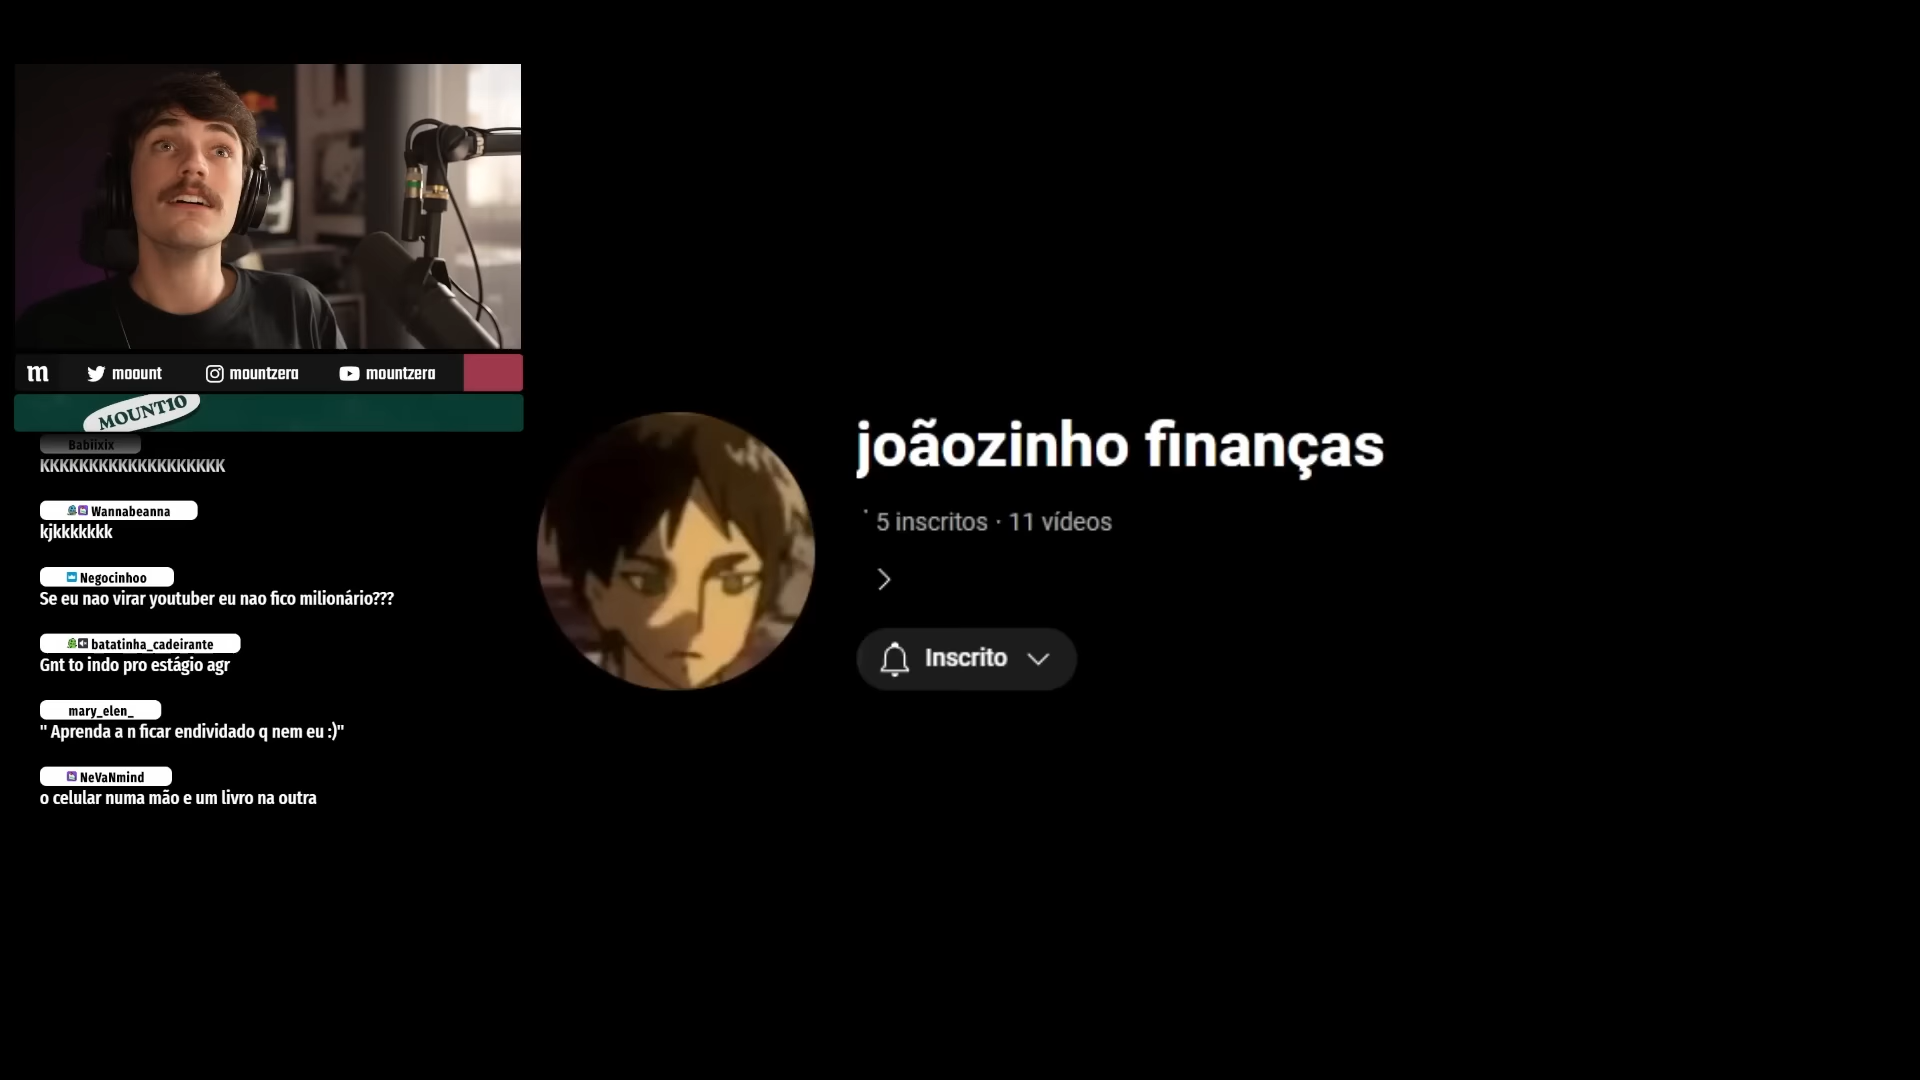 m moount mountzera mountzera
MOUNT10
Babiixix
KKKKKKKKKKKKKKKKKKK
Wannabeanna
kjkkkkkkk
Negocinhoo
Se eu nao virar youtuber eu nao fico milionário???
batatinha_cadeirante
Gnt to indo pro estágio agr
mary_elen_
" Aprenda a n ficar endividado q nem eu :)"
NeVaNmind
o celular numa mão e um livro na outra
joãozinho finanças
5 inscritos · 11 vídeos
Inscrito